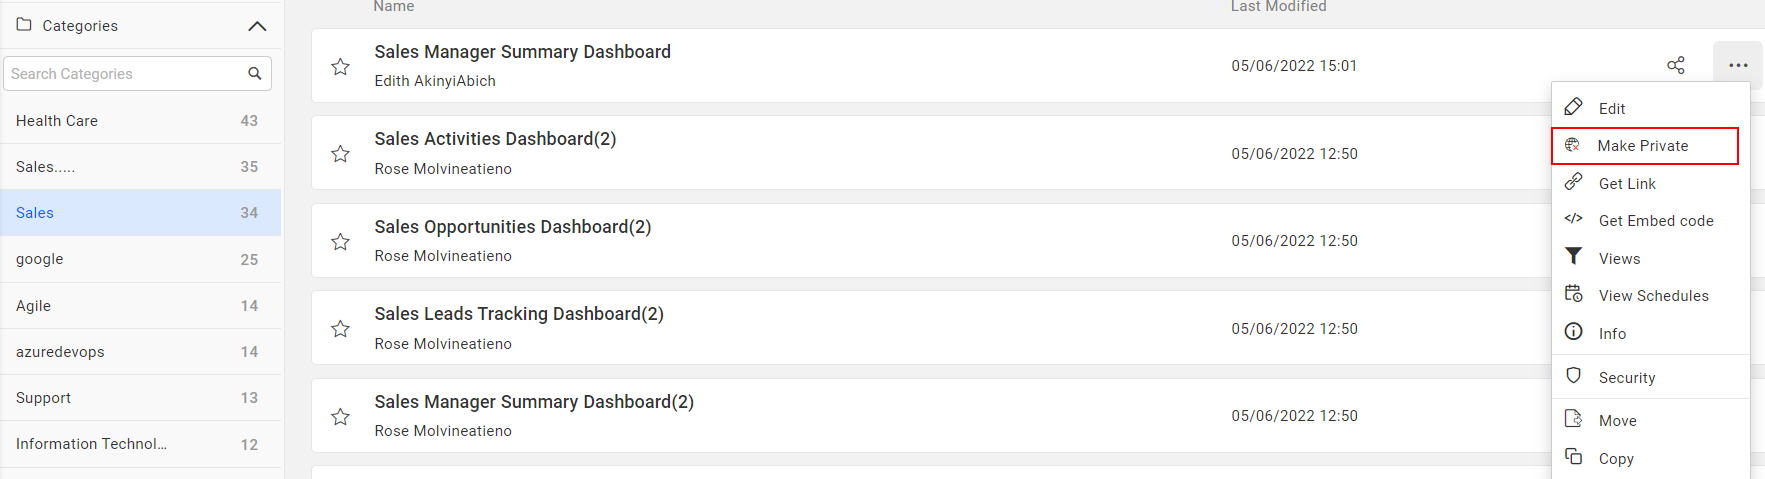 Categories
Search Categories
Health Care 43
Sales..... 35
Sales 34
google 25
Agile 14
azuredevops 14
Support 13
Information Technol... 12
Name Last Modified
Sales Manager Summary Dashboard
Edith AkinyiAbich
05/06/2022 15:01
Sales Activities Dashboard(2)
Rose Molvineatieno
05/06/2022 12:50
Sales Opportunities Dashboard(2)
Rose Molvineatieno
05/06/2022 12:50
Sales Leads Tracking Dashboard(2)
Rose Molvineatieno
05/06/2022 12:50
Sales Manager Summary Dashboard(2)
Rose Molvineatieno
05/06/2022 12:50
Edit
Make Private
Get Link
Get Embed code
Views
View Schedules
Info
Security
Move
Copy